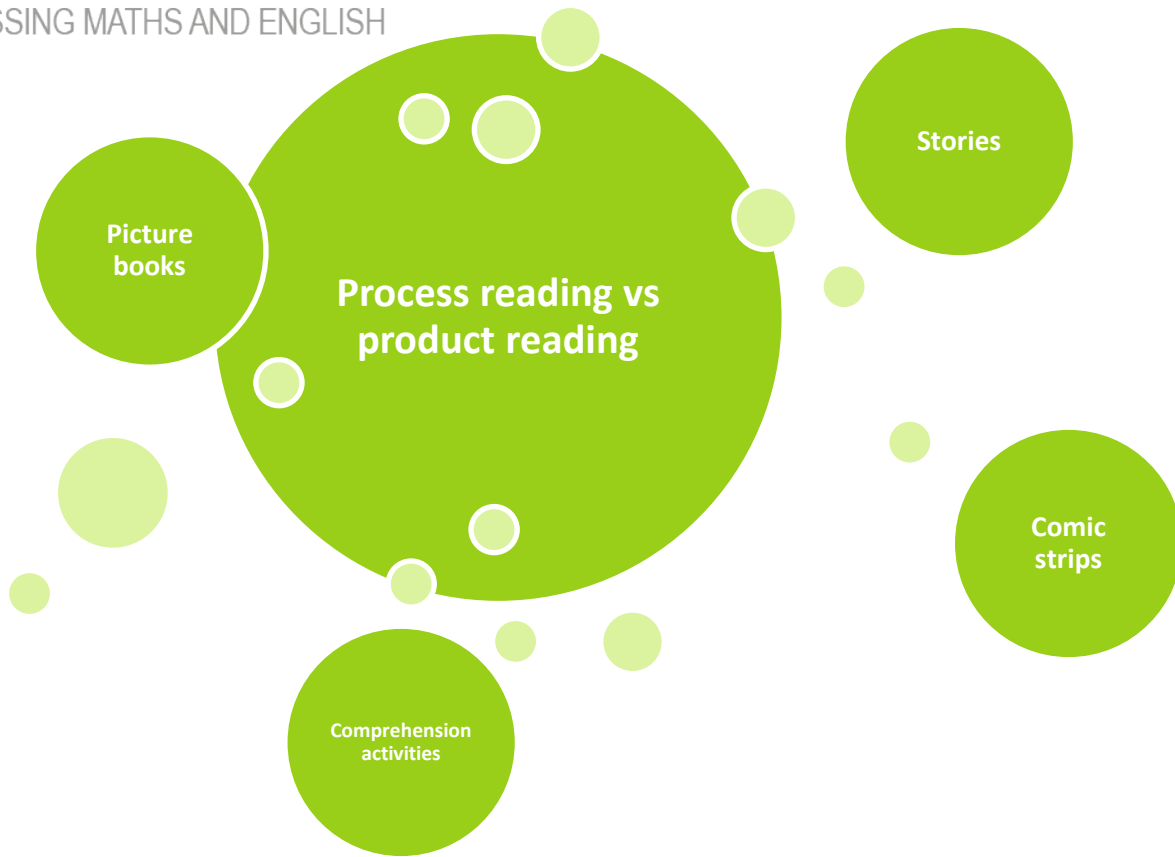 SSING MATHS AND ENGLISH
Stories
Picture
books
Process reading vs
product reading
Comic
strips
Comprehension
activities